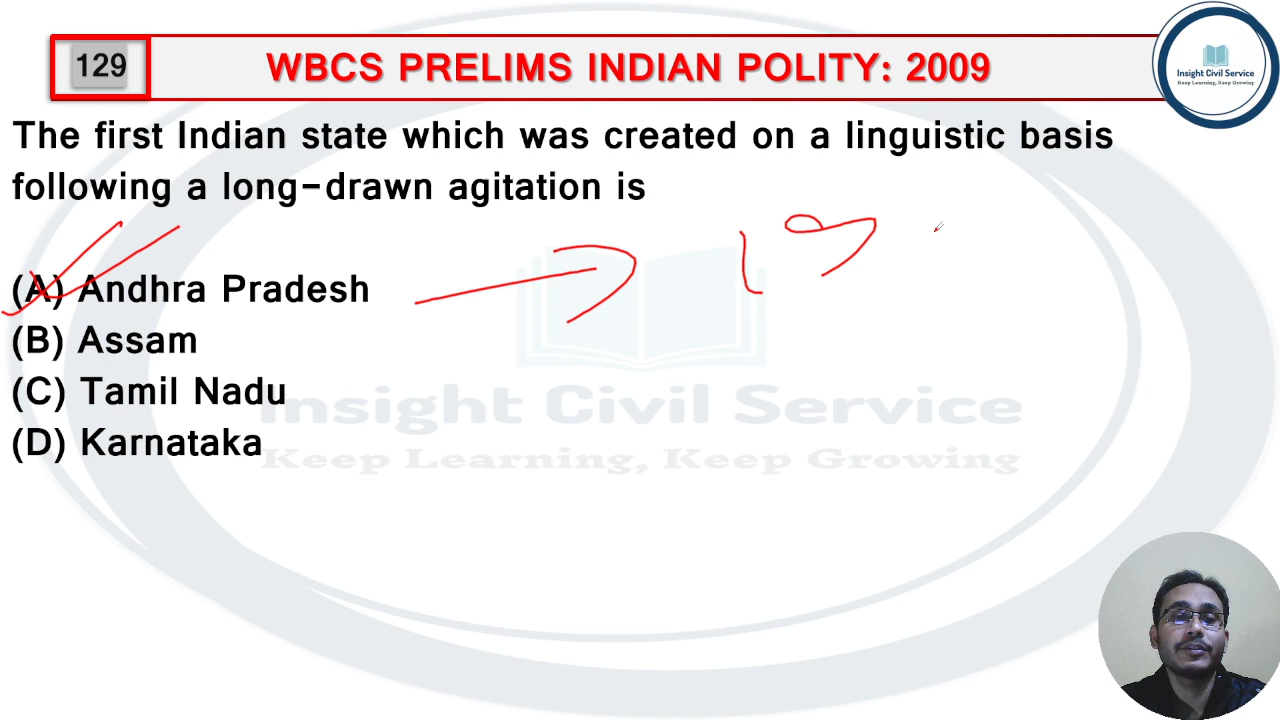 129
WBCS PRELIMS INDIAN POLITY: 2009
Insight Civil Service
Keep Learning, Keep Growing
The first Indian state which was created on a linguistic basis
following a long-drawn agitation is
(A) Andhra Pradesh
(B) Assam
(C) Tamil Nadu
(D) Karnataka
Insight Civil Service
Keep Learning, Keep Growing